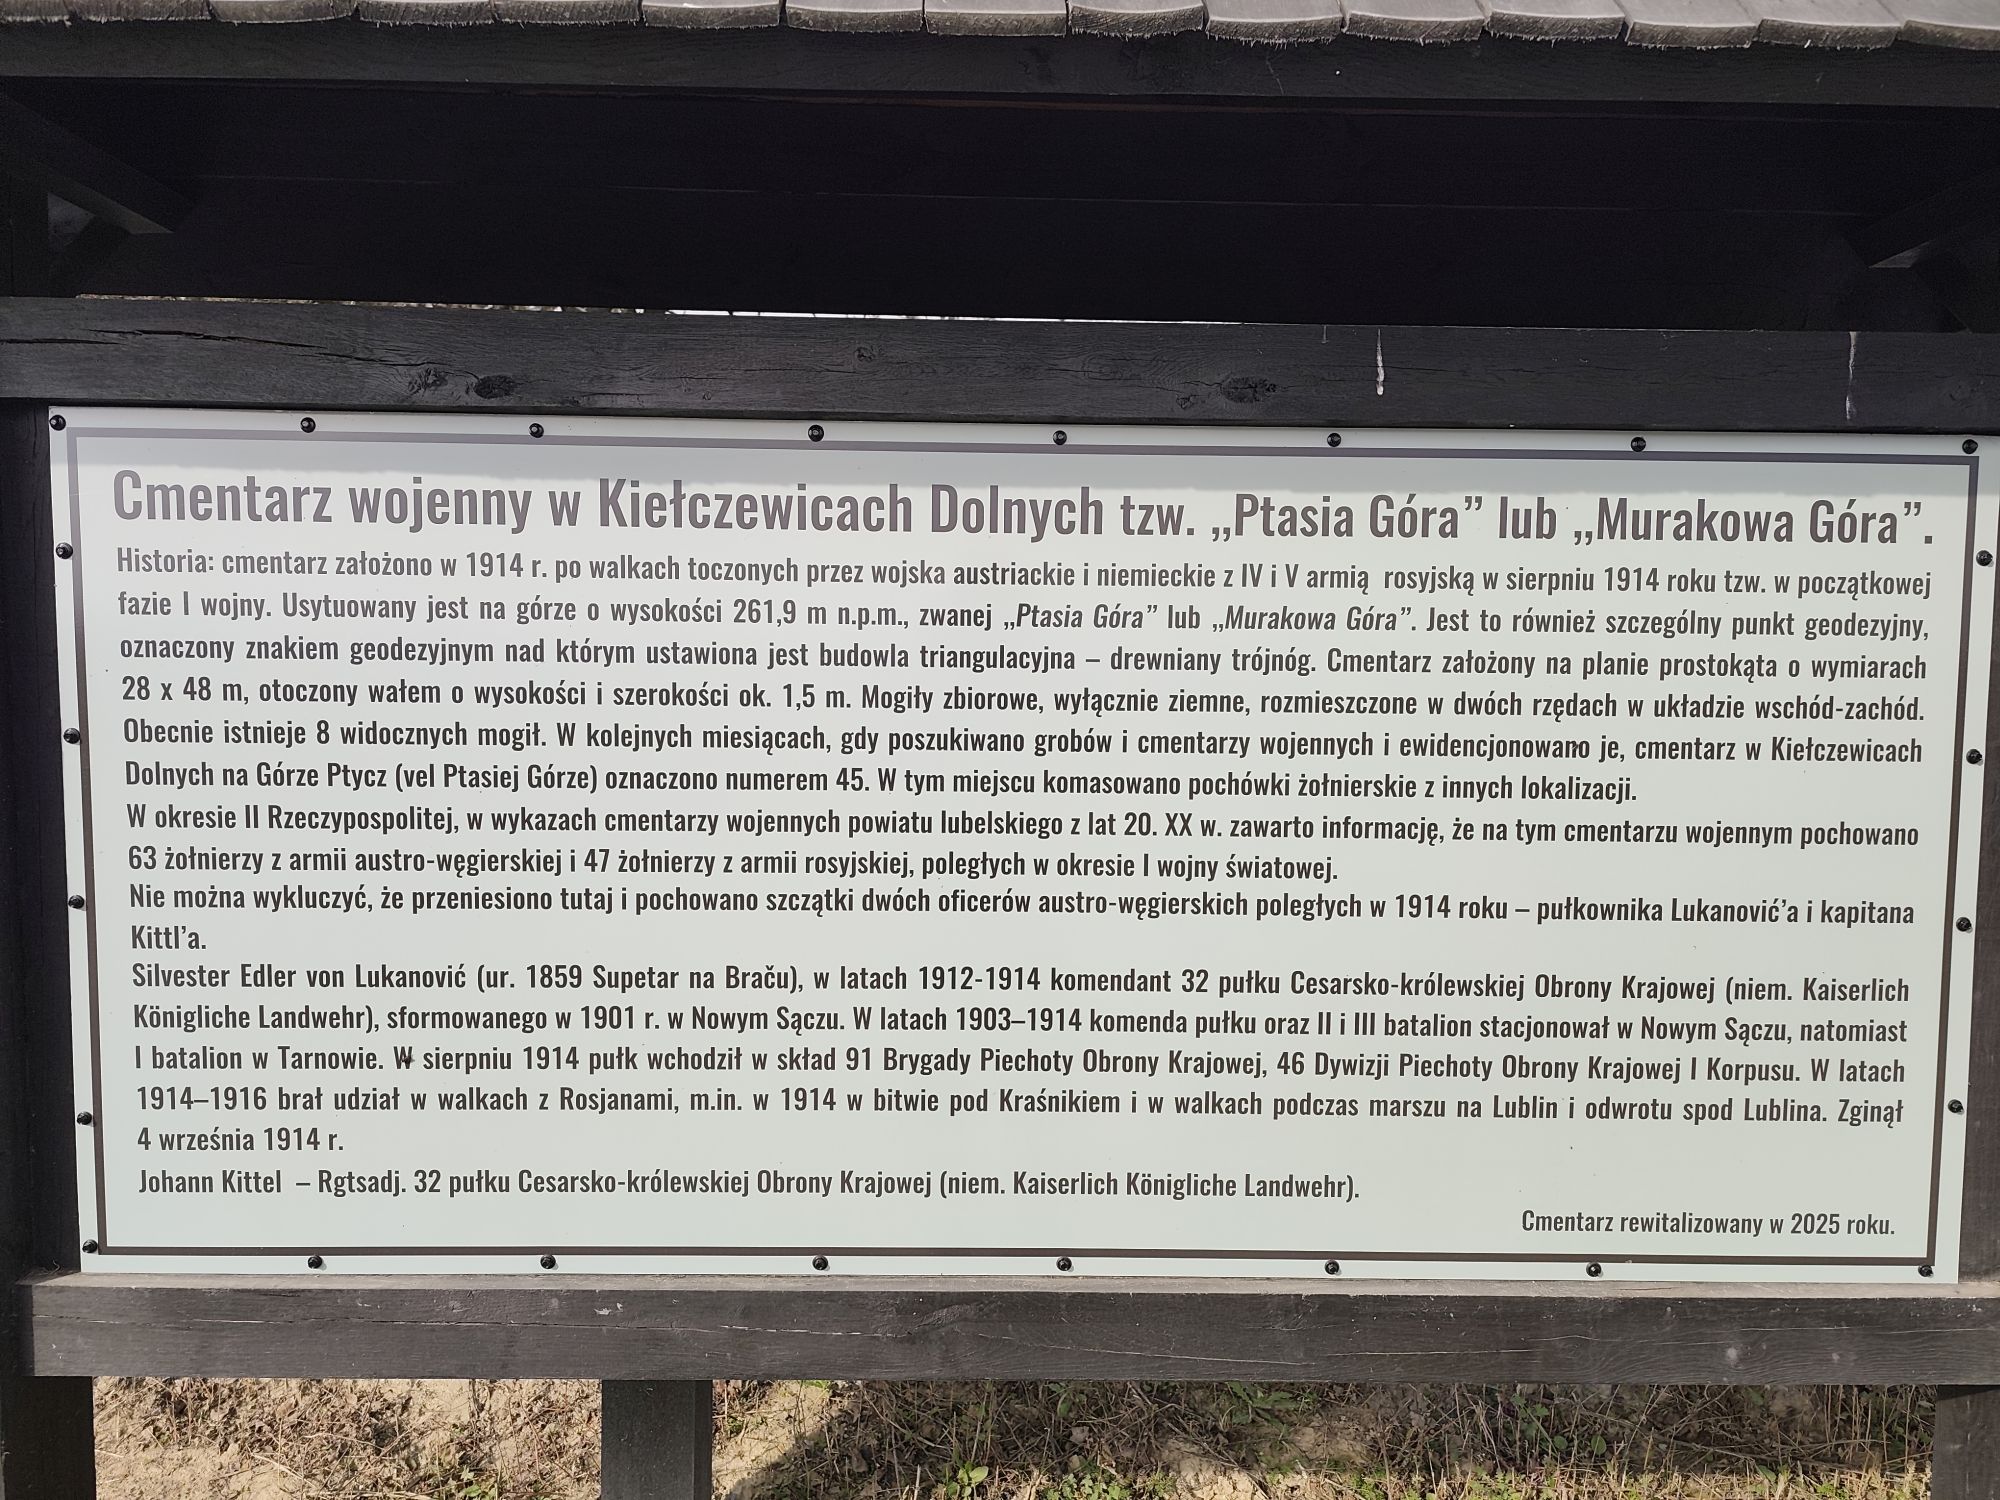 Cmentarz wojenny w Kiełczewicach Dolnych tzw. „Ptasia Góra” lub „Murakowa Góra”.
Historia: cmentarz założono w 1914 r. po walkach toczonych przez wojska austriackie i niemieckie z IV i V armią rosyjską w sierpniu 1914 roku tzw. w początkowej
fazie I wojny. Usytuowany jest na górze o wysokości 261,9 m n.p.m., zwanej „Ptasia Góra” lub „Murakowa Góra”. Jest to również szczególny punkt geodezyjny,
oznaczony znakiem geodezyjnym nad którym ustawiona jest budowla triangulacyjna – drewniany trójnóg. Cmentarz założony na planie prostokąta o wymiarach
28 x 48 m, otoczony wałem o wysokości i szerokości ok. 1,5 m. Mogiły zbiorowe, wyłącznie ziemne, rozmieszczone w dwóch rzędach w układzie wschód-zachód.
Obecnie istnieje 8 widocznych mogił. W kolejnych miesiącach, gdy poszukiwano grobów i cmentarzy wojennych i ewidencjonowano je, cmentarz w Kiełczewicach
Dolnych na Górze Ptycz (vel Ptasiej Górze) oznaczono numerem 45. W tym miejscu komasowano pochówki żołnierskie z innych lokalizacji.
W okresie II Rzeczypospolitej, w wykazach cmentarzy wojennych powiatu lubelskiego z lat 20. XX w. zawarto informację, że na tym cmentarzu wojennym pochowano
63 żołnierzy z armii austro-węgierskiej i 47 żołnierzy z armii rosyjskiej, poległych w okresie I wojny światowej.
Nie można wykluczyć, że przeniesiono tutaj i pochowano szczątki dwóch oficerów austro-węgierskich poległych w 1914 roku – pułkownika Lukanović’a i kapitana
Kittl’a.
Silvester Edler von Lukanović (ur. 1859 Supetar na Braču), w latach 1912-1914 komendant 32 pułku Cesarsko-królewskiej Obrony Krajowej (niem. Kaiserlich
Königliche Landwehr), sformowanego w 1901 r. w Nowym Sączu. W latach 1903–1914 komenda pułku oraz II i III batalion stacjonował w Nowym Sączu, natomiast
I batalion w Tarnowie. W sierpniu 1914 pułk wchodził w skład 91 Brygady Piechoty Obrony Krajowej, 46 Dywizji Piechoty Obrony Krajowej I Korpusu. W latach
1914–1916 brał udział w walkach z Rosjanami, m.in. w 1914 w bitwie pod Kraśnikiem i w walkach podczas marszu na Lublin i odwrotu spod Lublina. Zginął
4 września 1914 r.
Johann Kittel – Rgtsadj. 32 pułku Cesarsko-królewskiej Obrony Krajowej (niem. Kaiserlich Königliche Landwehr).
Cmentarz rewitalizowany w 2025 roku.